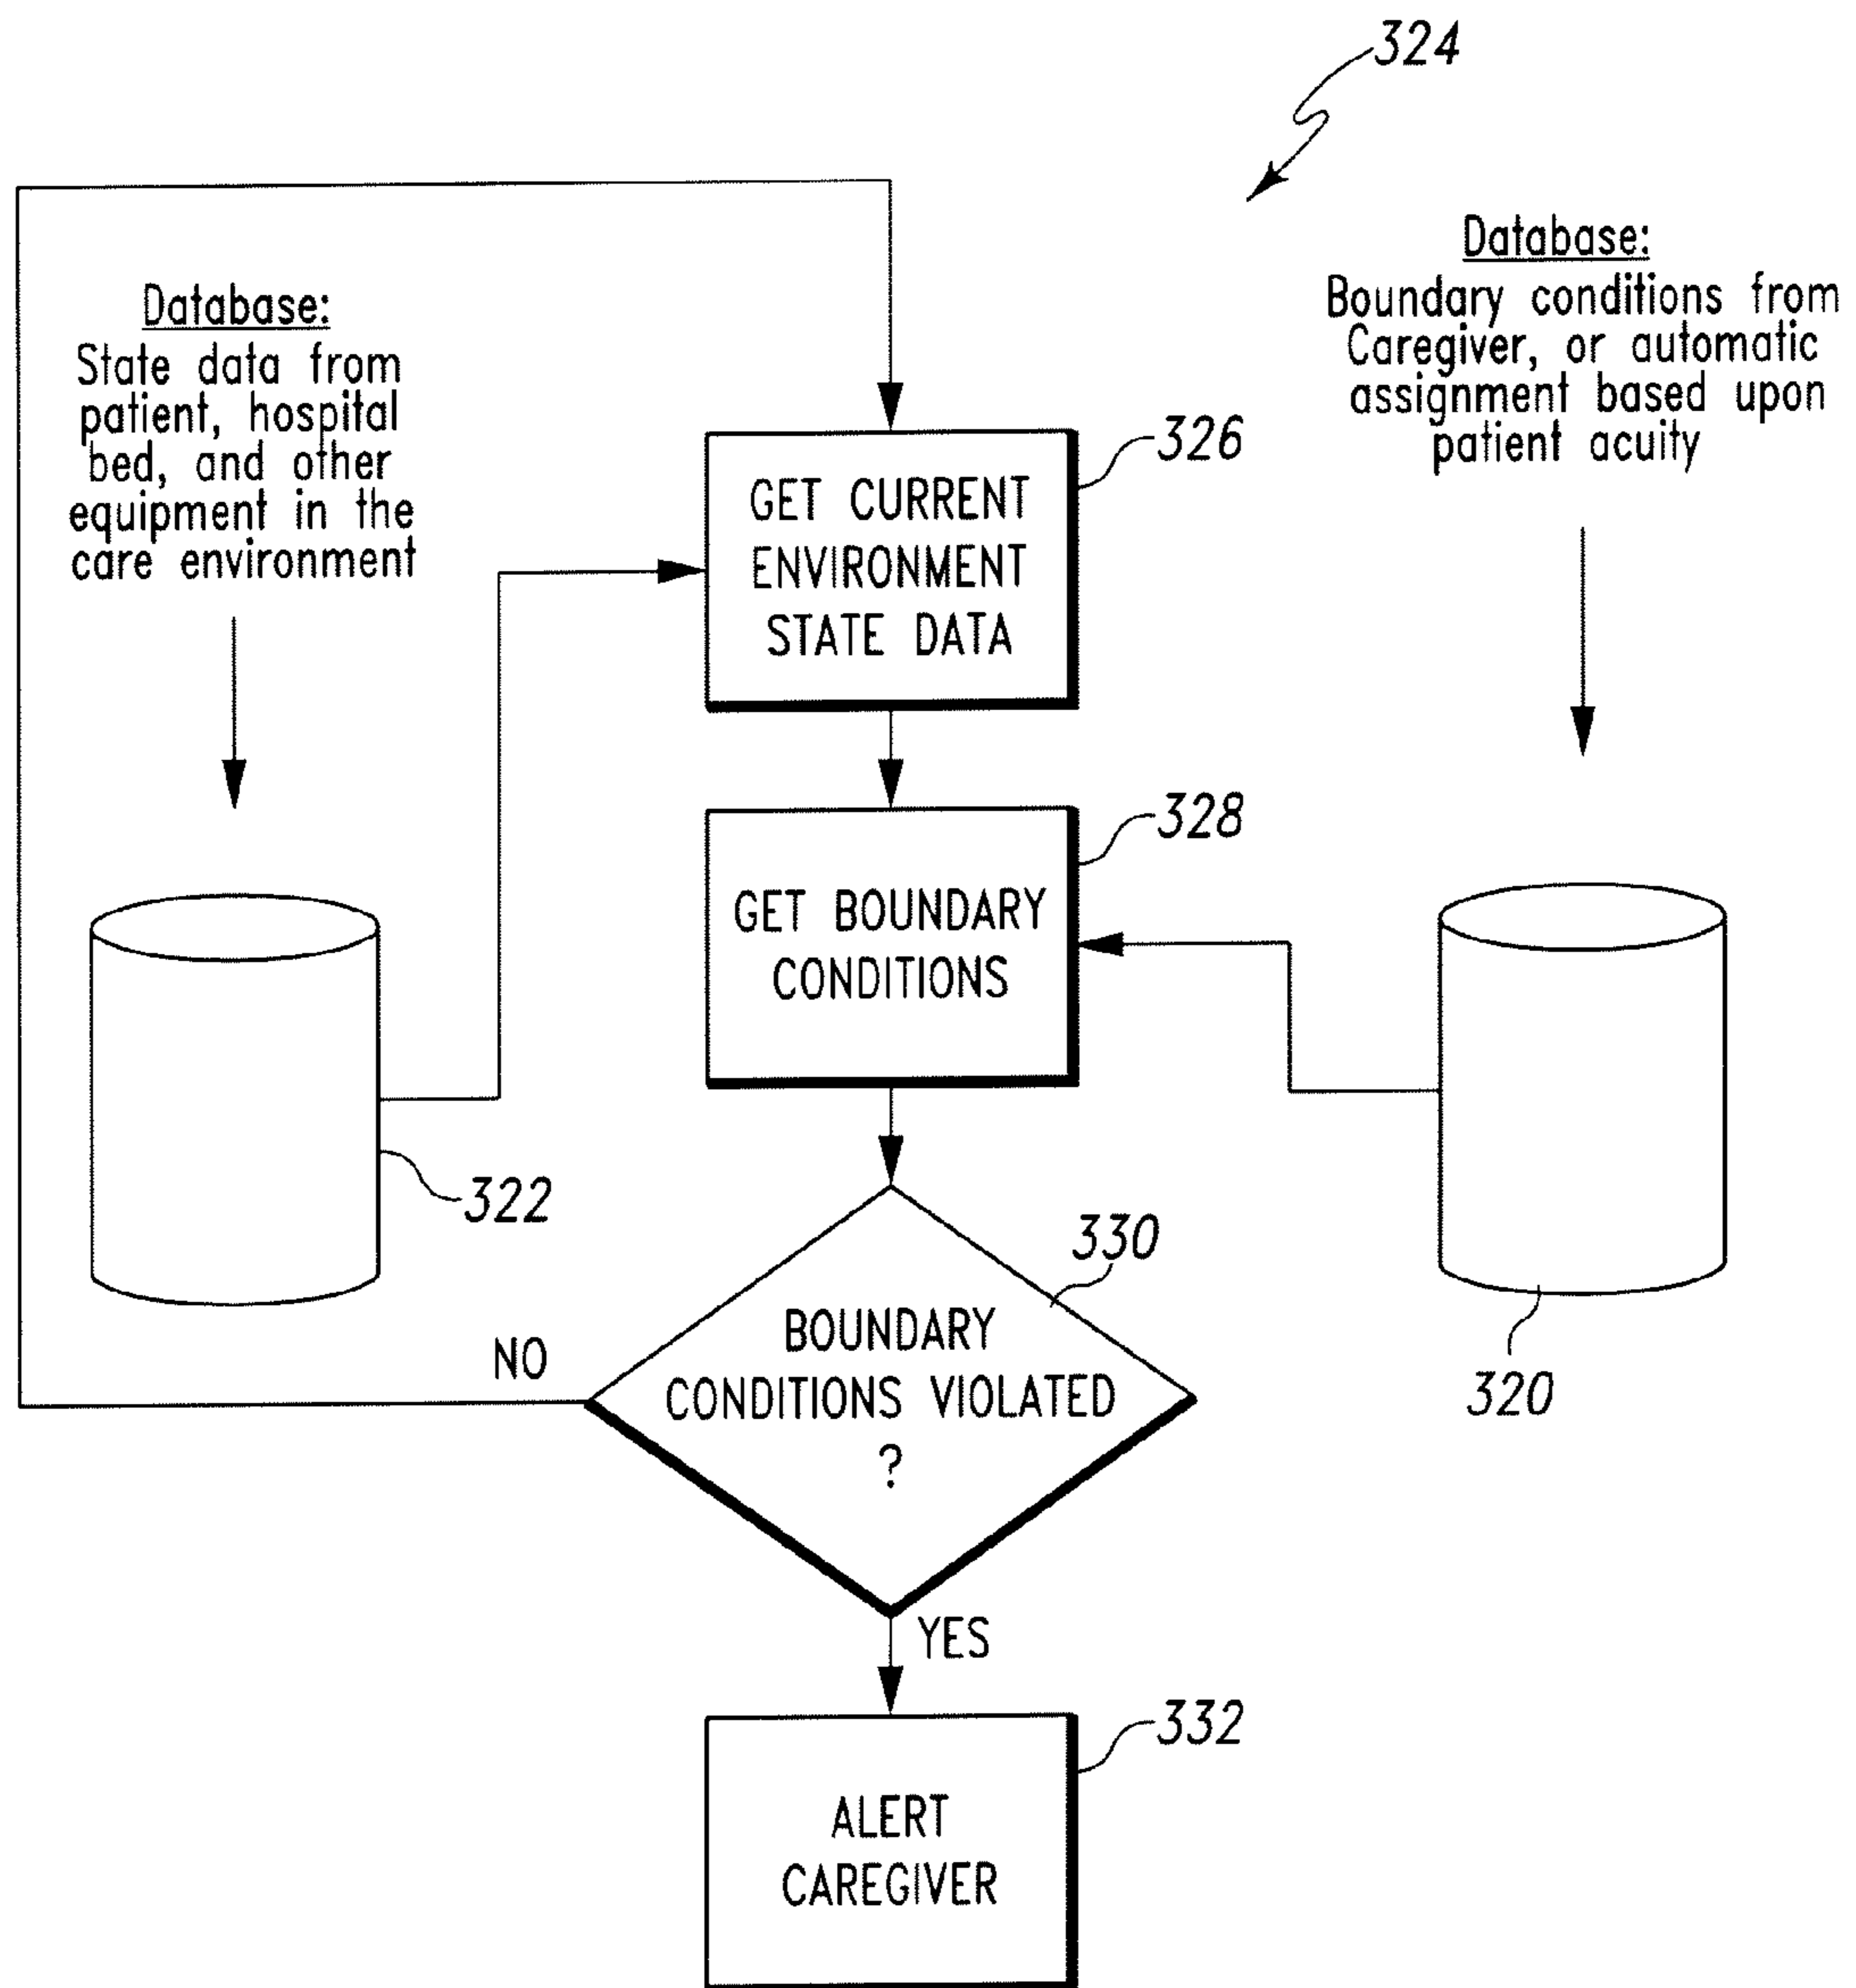 324
Database:
State data from
patient, hospital
bed, and other
equipment in the
care environment
Database:
Boundary conditions from
Caregiver, or automatic
assignment based upon
patient acuity
326
GET CURRENT
ENVIRONMENT
STATE DATA
328
GET BOUNDARY
CONDITIONS
322
320
330
BOUNDARY
CONDITIONS VIOLATED
?
NO
YES
332
ALERT
CAREGIVER